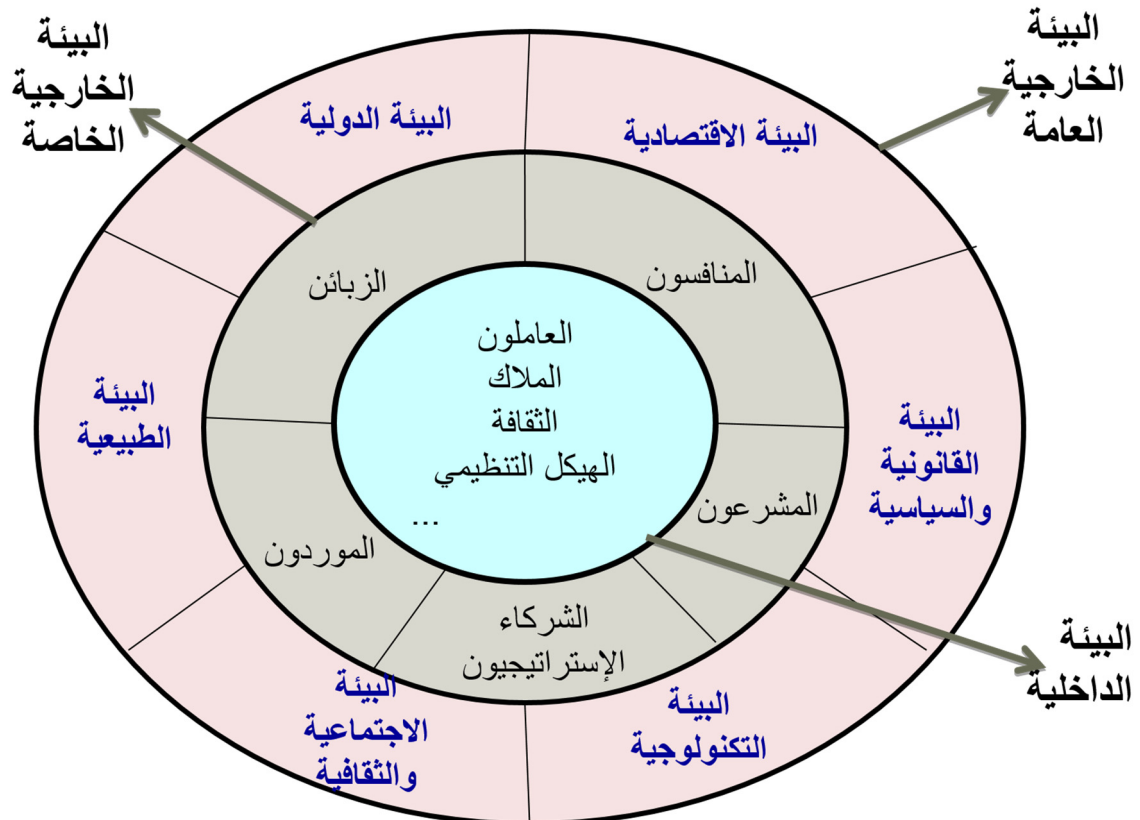 البيئة
الخارجية
العامة
البيئة
الخارجية
الخاصة
البيئة الاقتصادية
البيئة الدولية
المنافسون
الزبائن
العاملون
الملاك
الثقافة
الهيكل التنظيمي
...
البيئة
القانونية
والسياسية
البيئة
الطبيعية
المشرعون
الموردون
الشركاء
الإستراتيجيون
البيئة
الداخلية
البيئة
التكنولوجية
البيئة
الاجتماعية
والثقافية